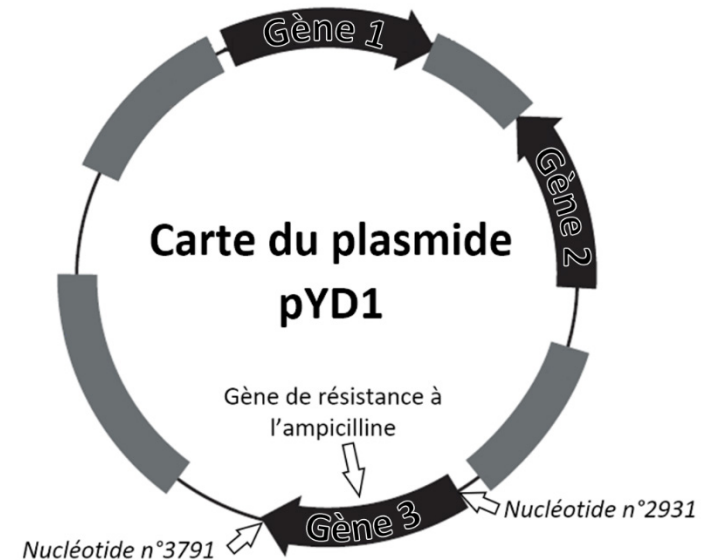 Gène 1
Gène 2
Carte du plasmide
pYD1
Gène de résistance à
l'ampicilline
Gène 3
Nucléotide n°2931
Nucléotide n°3791